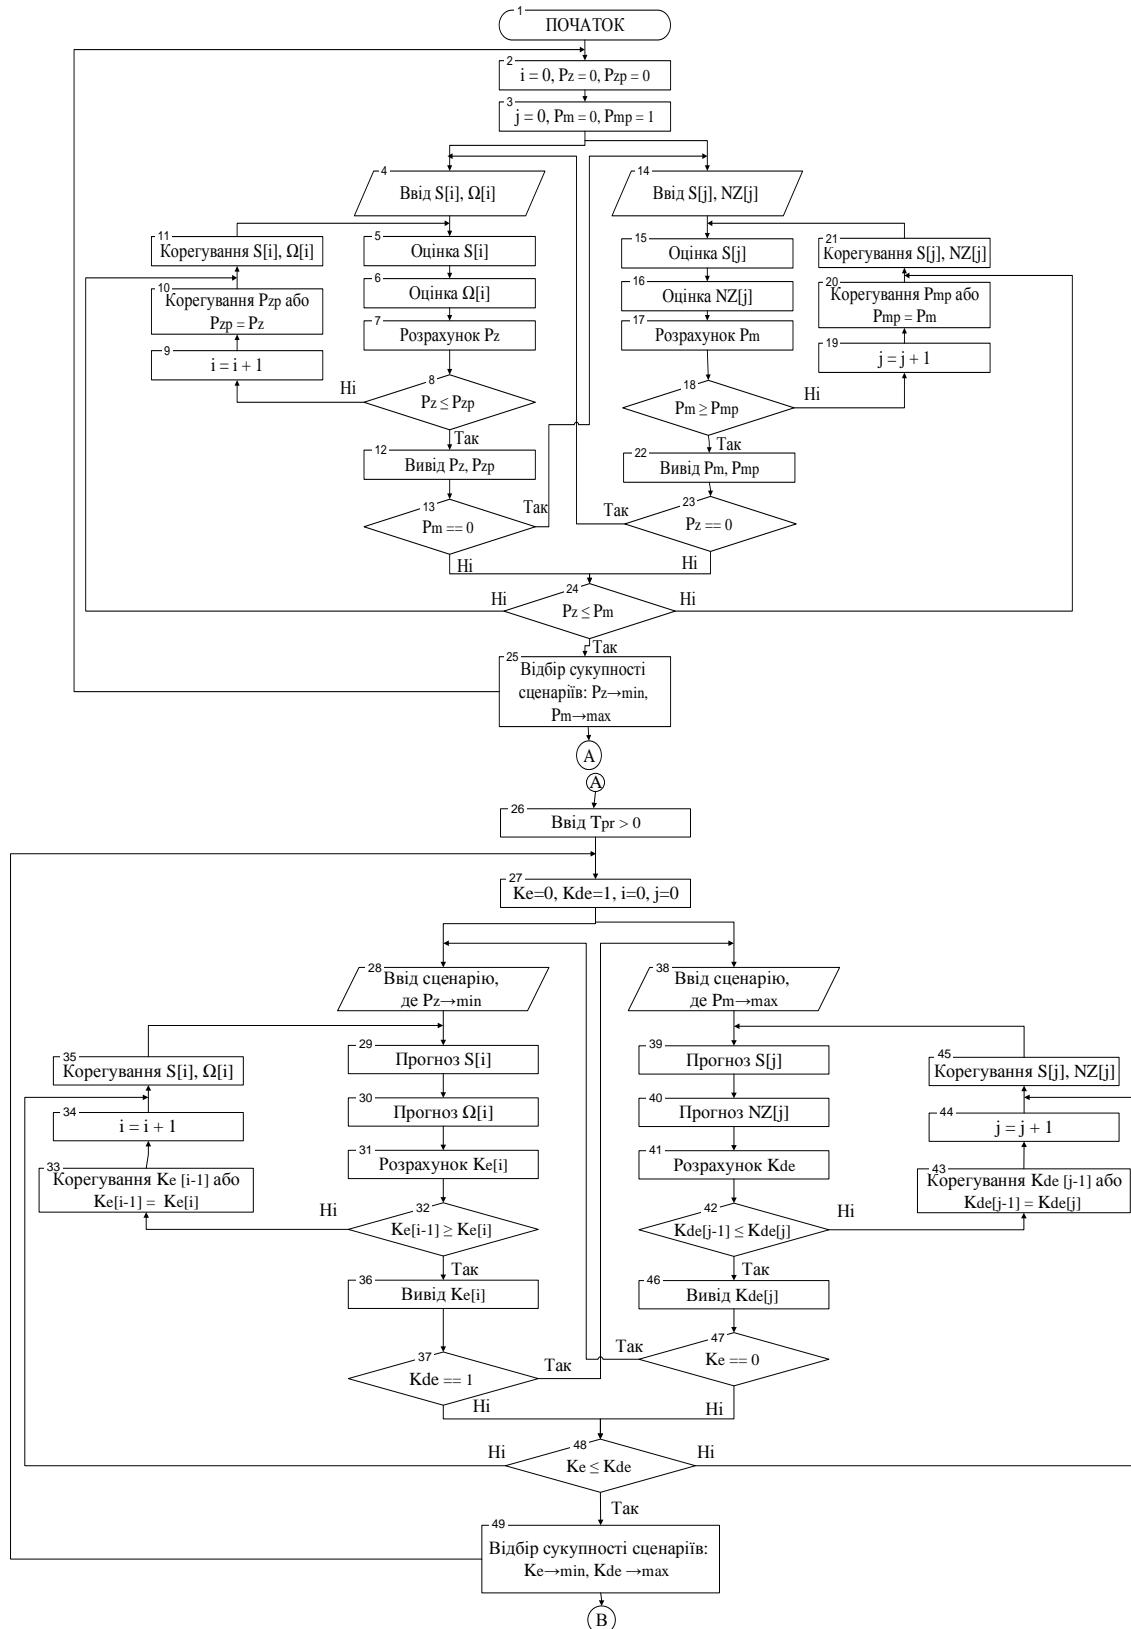 1
ПОЧАТОК
2
i = 0, Pz = 0, Pzp = 0
3
j = 0, Pm = 0, Pmp = 1
4
Ввід S[i], Ω[i]
14
Ввід S[j], NZ[j]
11
Корегування S[i], Ω[i]
5
Оцінка S[i]
15
Оцінка S[j]
21
Корегування S[j], NZ[j]
10
Корегування Pzp або
Pzp = Pz
6
Оцінка Ω[i]
16
Оцінка NZ[j]
20
Корегування Pmp або
Pmp = Pm
7
Розрахунок Pz
17
Розрахунок Pm
9
i = i + 1
19
j = j + 1
Ні
8
Pz ≤ Pzp
18
Pm ≥ Pmp
Ні
Так
Так
12
Вивід Pz, Pzp
22
Вивід Pm, Pmp
13
Pm == 0
Так
Так
23
Pz == 0
Ні
Ні
Ні
24
Pz ≤ Pm
Ні
Так
25
Відбір сукупності
сценаріїв: Pz→min,
Pm→max
A
A
26
Ввід Tpr > 0
27
Ke=0, Kde=1, i=0, j=0
28
Ввід сценарію,
де Pz→min
38
Ввід сценарію,
де Pm→max
35
Корегування S[i], Ω[i]
29
Прогноз S[i]
39
Прогноз S[j]
45
Корегування S[j], NZ[j]
34
i = i + 1
30
Прогноз Ω[i]
40
Прогноз NZ[j]
44
j = j + 1
33
Корегування Ke [i-1] або
Ke[i-1] = Ke[i]
31
Розрахунок Ke[i]
41
Розрахунок Kde
43
Корегування Kde [j-1] або
Kde[j-1] = Kde[j]
Ні
32
Ke[i-1] ≥ Ke[i]
42
Kde[j-1] ≤ Kde[j]
Ні
Так
Так
36
Вивід Ke[i]
46
Вивід Kde[j]
37
Kde == 1
Так
Так
47
Ke == 0
Ні
Ні
Ні
48
Ke ≤ Kde
Ні
Так
49
Відбір сукупності сценаріїв:
Ke→min, Kde →max
B